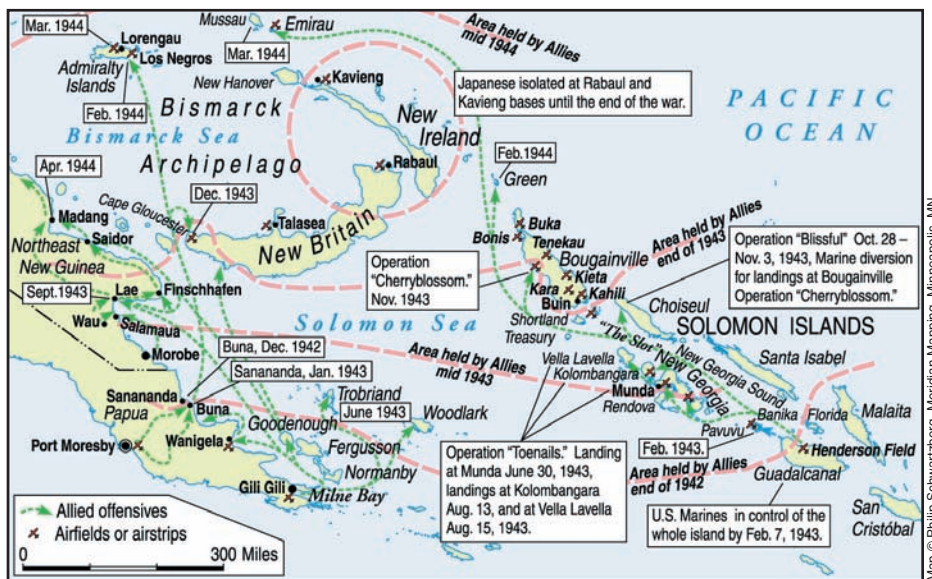 Mar. 1944
Lorengau
Los Negros
Admiralty
Islands
Feb. 1944
Mussau
Emirau
Mar. 1944
New Hanover
Kavieng
Area held by Allies
mid 1944
Japanese isolated at Rabaul and
Kavieng bases until the end of the war.
PACIFIC
OCEAN
Bismarck
Archipelago
Bismarck Sea
New
Ireland
Rabaul
Feb. 1944
Green
Apr. 1944
Dec. 1943
Cape Gloucester
Talasea
New Britain
Madang
Saidor
Northeast
New Guinea
Finschhafen
Sept.1943
Lae
Wau
Salamaua
Morobe
Solomon Sea
Operation
"Cherryblossom."
Nov. 1943
Buka
Bonis
Tenekau
Bougainville
Kieta
Kara
Kahili
Buin
Shortland
Treasury
Area held by Allies
end of 1943
Operation "Blissful" Oct. 28 –
Nov. 3, 1943, Marine diversion
for landings at Bougainville
Operation "Cherryblossom."
Choiseul
SOLOMON ISLANDS
"The Slot"
New Georgia Sound
Santa Isabel
Vella Lavella
Kolombangara
New Georgia
Munda
Rendova
Area held by Allies
mid 1943
Buna, Dec. 1942
Sanananda, Jan. 1943
Sanananda
Papua
Buna
Trobriand
June 1943
Woodlark
Goodenough
Fergusson
Normanby
Port Moresby
Wanigela
Gili Gili
Milne Bay
Operation "Toenails." Landing
at Munda June 30, 1943,
landings at Kolombangara
Aug. 13, and at Vella Lavella
Aug. 15, 1943.
Pavuvu
Banika
Florida
Malaita
Feb. 1943.
Henderson Field
Guadalcanal
Area held by Allies
end of 1942
U.S. Marines in control of the
whole island by Feb. 7, 1943.
San
Cristóbal
Allied offensives
Airfields or airstrips
0 300 Miles
Map © Philip Schwartzberg, Meridian Mapping, Minneapolis, MN